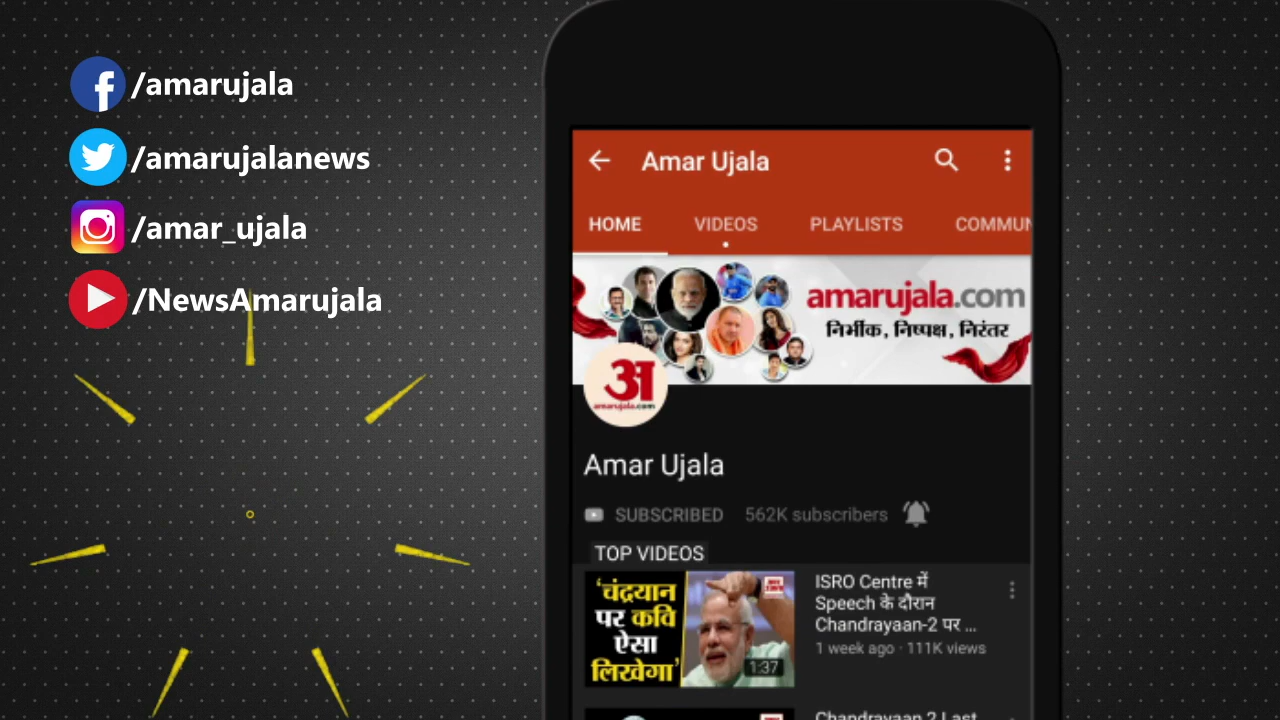 /amarujala
/amarujalanews
/amar_ujala
/NewsAmarujala
Amar Ujala
HOME VIDEOS PLAYLISTS COMMUN
amarujala.com
निर्भीक, निष्पक्ष, निरंतर
अ
amarujala.com
Amar Ujala
SUBSCRIBED 562K subscribers
TOP VIDEOS
‘चंद्रयान
पर कवि
ऐसा
लिखेगा’
1:37
ISRO Centre में
Speech के दौरान
Chandrayaan-2 पर ...
1 week ago · 111K views
Chandrayaan 2 Last